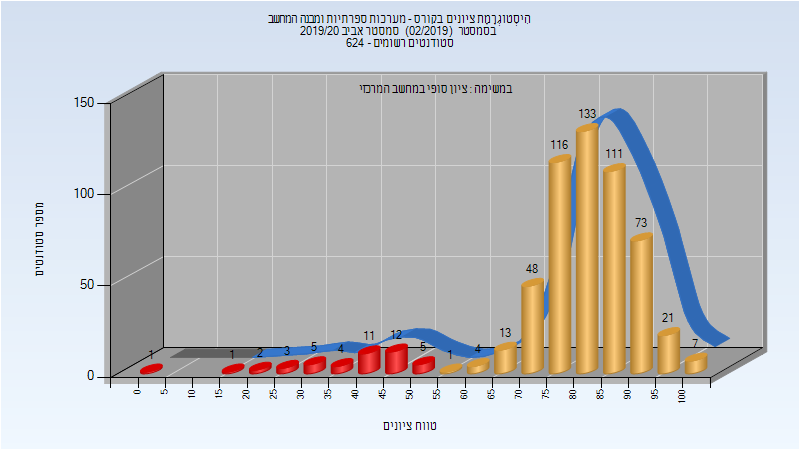 היסטוגרמת ציונים בקורס - מערכות ספרתיות ומבנה המחשב
בסמסטר (02/2019) סמסטר אביב 2019/20
סטודנטים רשומים - 624
במשימה : ציון סופי במחשב המרכזי
מספר סטודנטים
150
100
50
0
1 1 2 3 5 4 11 12 5 1 4 13 48 116 133 111 73 21 7
0 5 10 15 20 25 30 35 40 45 50 55 60 65 70 75 80 85 90 95 100
טווח ציונים